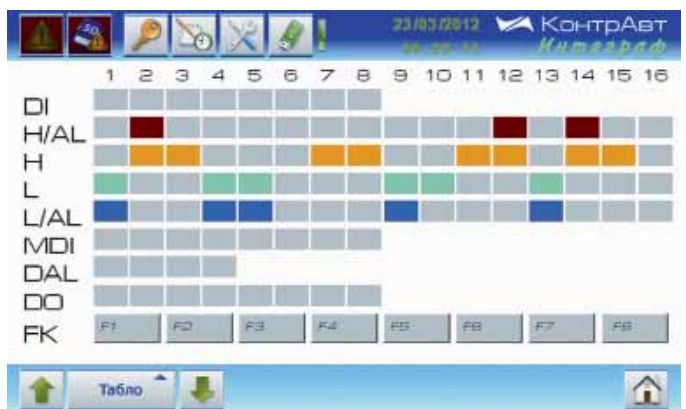 23/03/2012 КонтрАвт
Интеграф
1 2 3 4 5 6 7 8 9 10 11 12 13 14 15 16
DI
H/AL
H
L
L/AL
MDI
DAL
DO
FK F1 F2 F3 F4 F5 F6 F7 F8
Табло